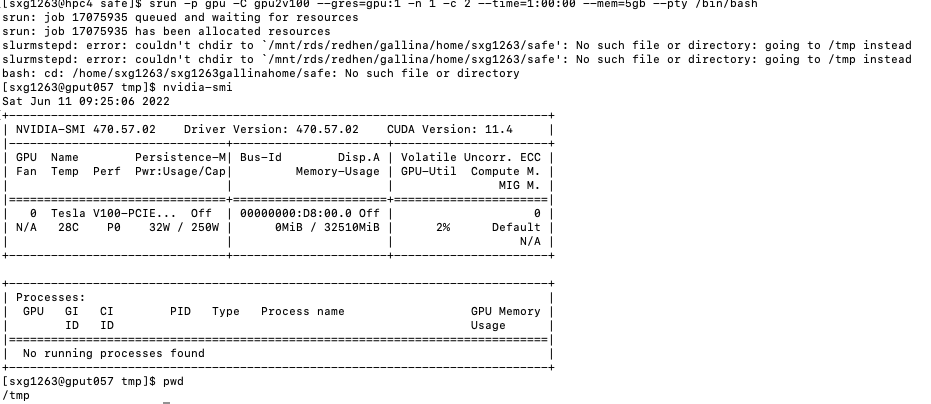 [sxg1263@hpc4 safe]$ srun -p gpu -C gpu2v100 --gres=gpu:1 -n 1 -c 2 --time=1:00:00 --mem=5gb --pty /bin/bash
srun: job 17075935 queued and waiting for resources
srun: job 17075935 has been allocated resources
slurmstepd: error: couldn't chdir to `/mnt/rds/redhen/gallina/home/sxg1263/safe': No such file or directory: going to /tmp instead
slurmstepd: error: couldn't chdir to `/mnt/rds/redhen/gallina/home/sxg1263/safe': No such file or directory: going to /tmp instead
bash: cd: /home/sxg1263/sxg1263gallinahome/safe: No such file or directory
[sxg1263@gput057 tmp]$ nvidia-smi
Sat Jun 11 09:25:06 2022
+-----------------------------------------------------------------------------+
| NVIDIA-SMI 470.57.02    Driver Version: 470.57.02    CUDA Version: 11.4     |
|-------------------------------+----------------------+----------------------+
| GPU  Name        Persistence-M| Bus-Id        Disp.A | Volatile Uncorr. ECC |
| Fan  Temp  Perf  Pwr:Usage/Cap|         Memory-Usage | GPU-Util  Compute M. |
|                               |                      |               MIG M. |
|===============================+======================+======================|
|   0  Tesla V100-PCIE...  Off  | 00000000:D8:00.0 Off |                    0 |
| N/A   28C    P0    32W / 250W |      0MiB / 32510MiB |      2%      Default |
|                               |                      |                  N/A |
+-------------------------------+----------------------+----------------------+

+-----------------------------------------------------------------------------+
| Processes:                                                                  |
|  GPU   GI   CI        PID   Type   Process name                  GPU Memory |
|        ID   ID                                                   Usage      |
|=============================================================================|
|  No running processes found                                                 |
+-----------------------------------------------------------------------------+
[sxg1263@gput057 tmp]$ pwd
/tmp